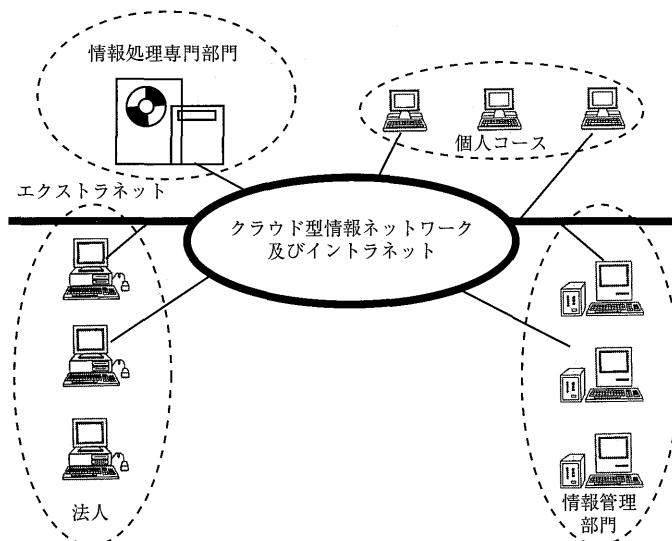 情報処理専門部門
個人コース
エクストラネット
クラウド型情報ネットワーク
及びイントラネット
法人
情報管理
部門